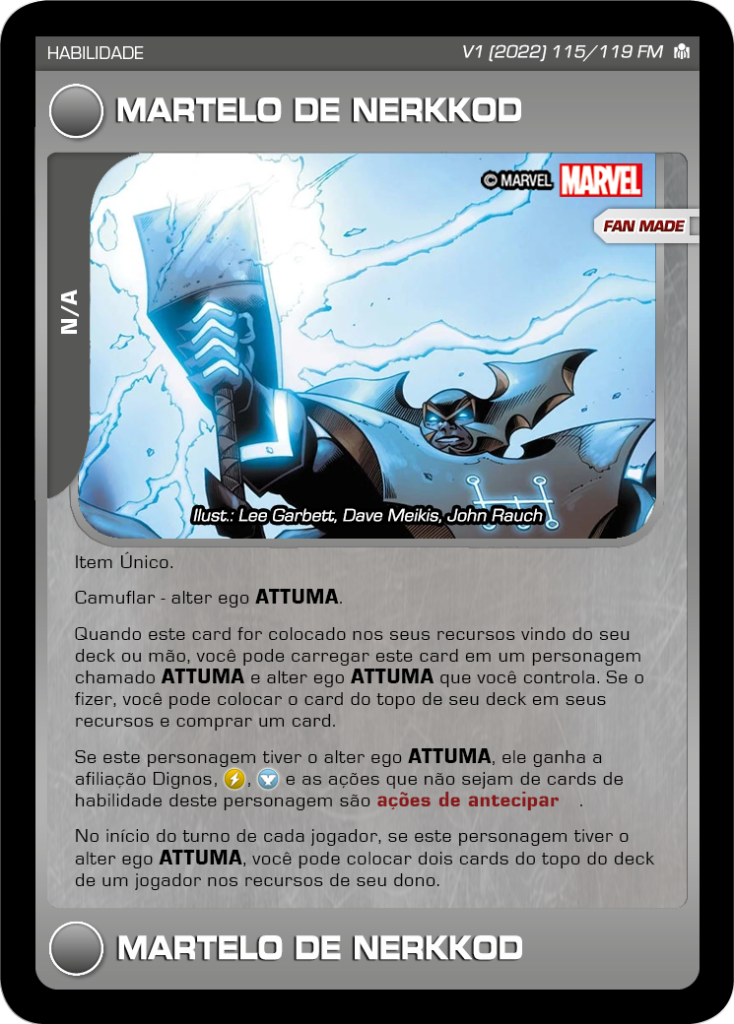 HABILIDADE
V1 (2022) 115/119 FM
MARTELO DE NERKKOD
© MARVEL MARVEL
FAN MADE
N/A
Ilust.: Lee Garbett, Dave Meikis, John Rauch
Item Único.
Camuflar - alter ego ATTUMA.
Quando este card for colocado nos seus recursos vindo do seu
deck ou mão, você pode carregar este card em um personagem
chamado ATTUMA e alter ego ATTUMA que você controla. Se o
fizer, você pode colocar o card do topo de seu deck em seus
recursos e comprar um card.
Se este personagem tiver o alter ego ATTUMA, ele ganha a
afiliação Dignos, , e as ações que não sejam de cards de
habilidade deste personagem são ações de antecipar .
No início do turno de cada jogador, se este personagem tiver o
alter ego ATTUMA, você pode colocar dois cards do topo do deck
de um jogador nos recursos de seu dono.
MARTELO DE NERKKOD